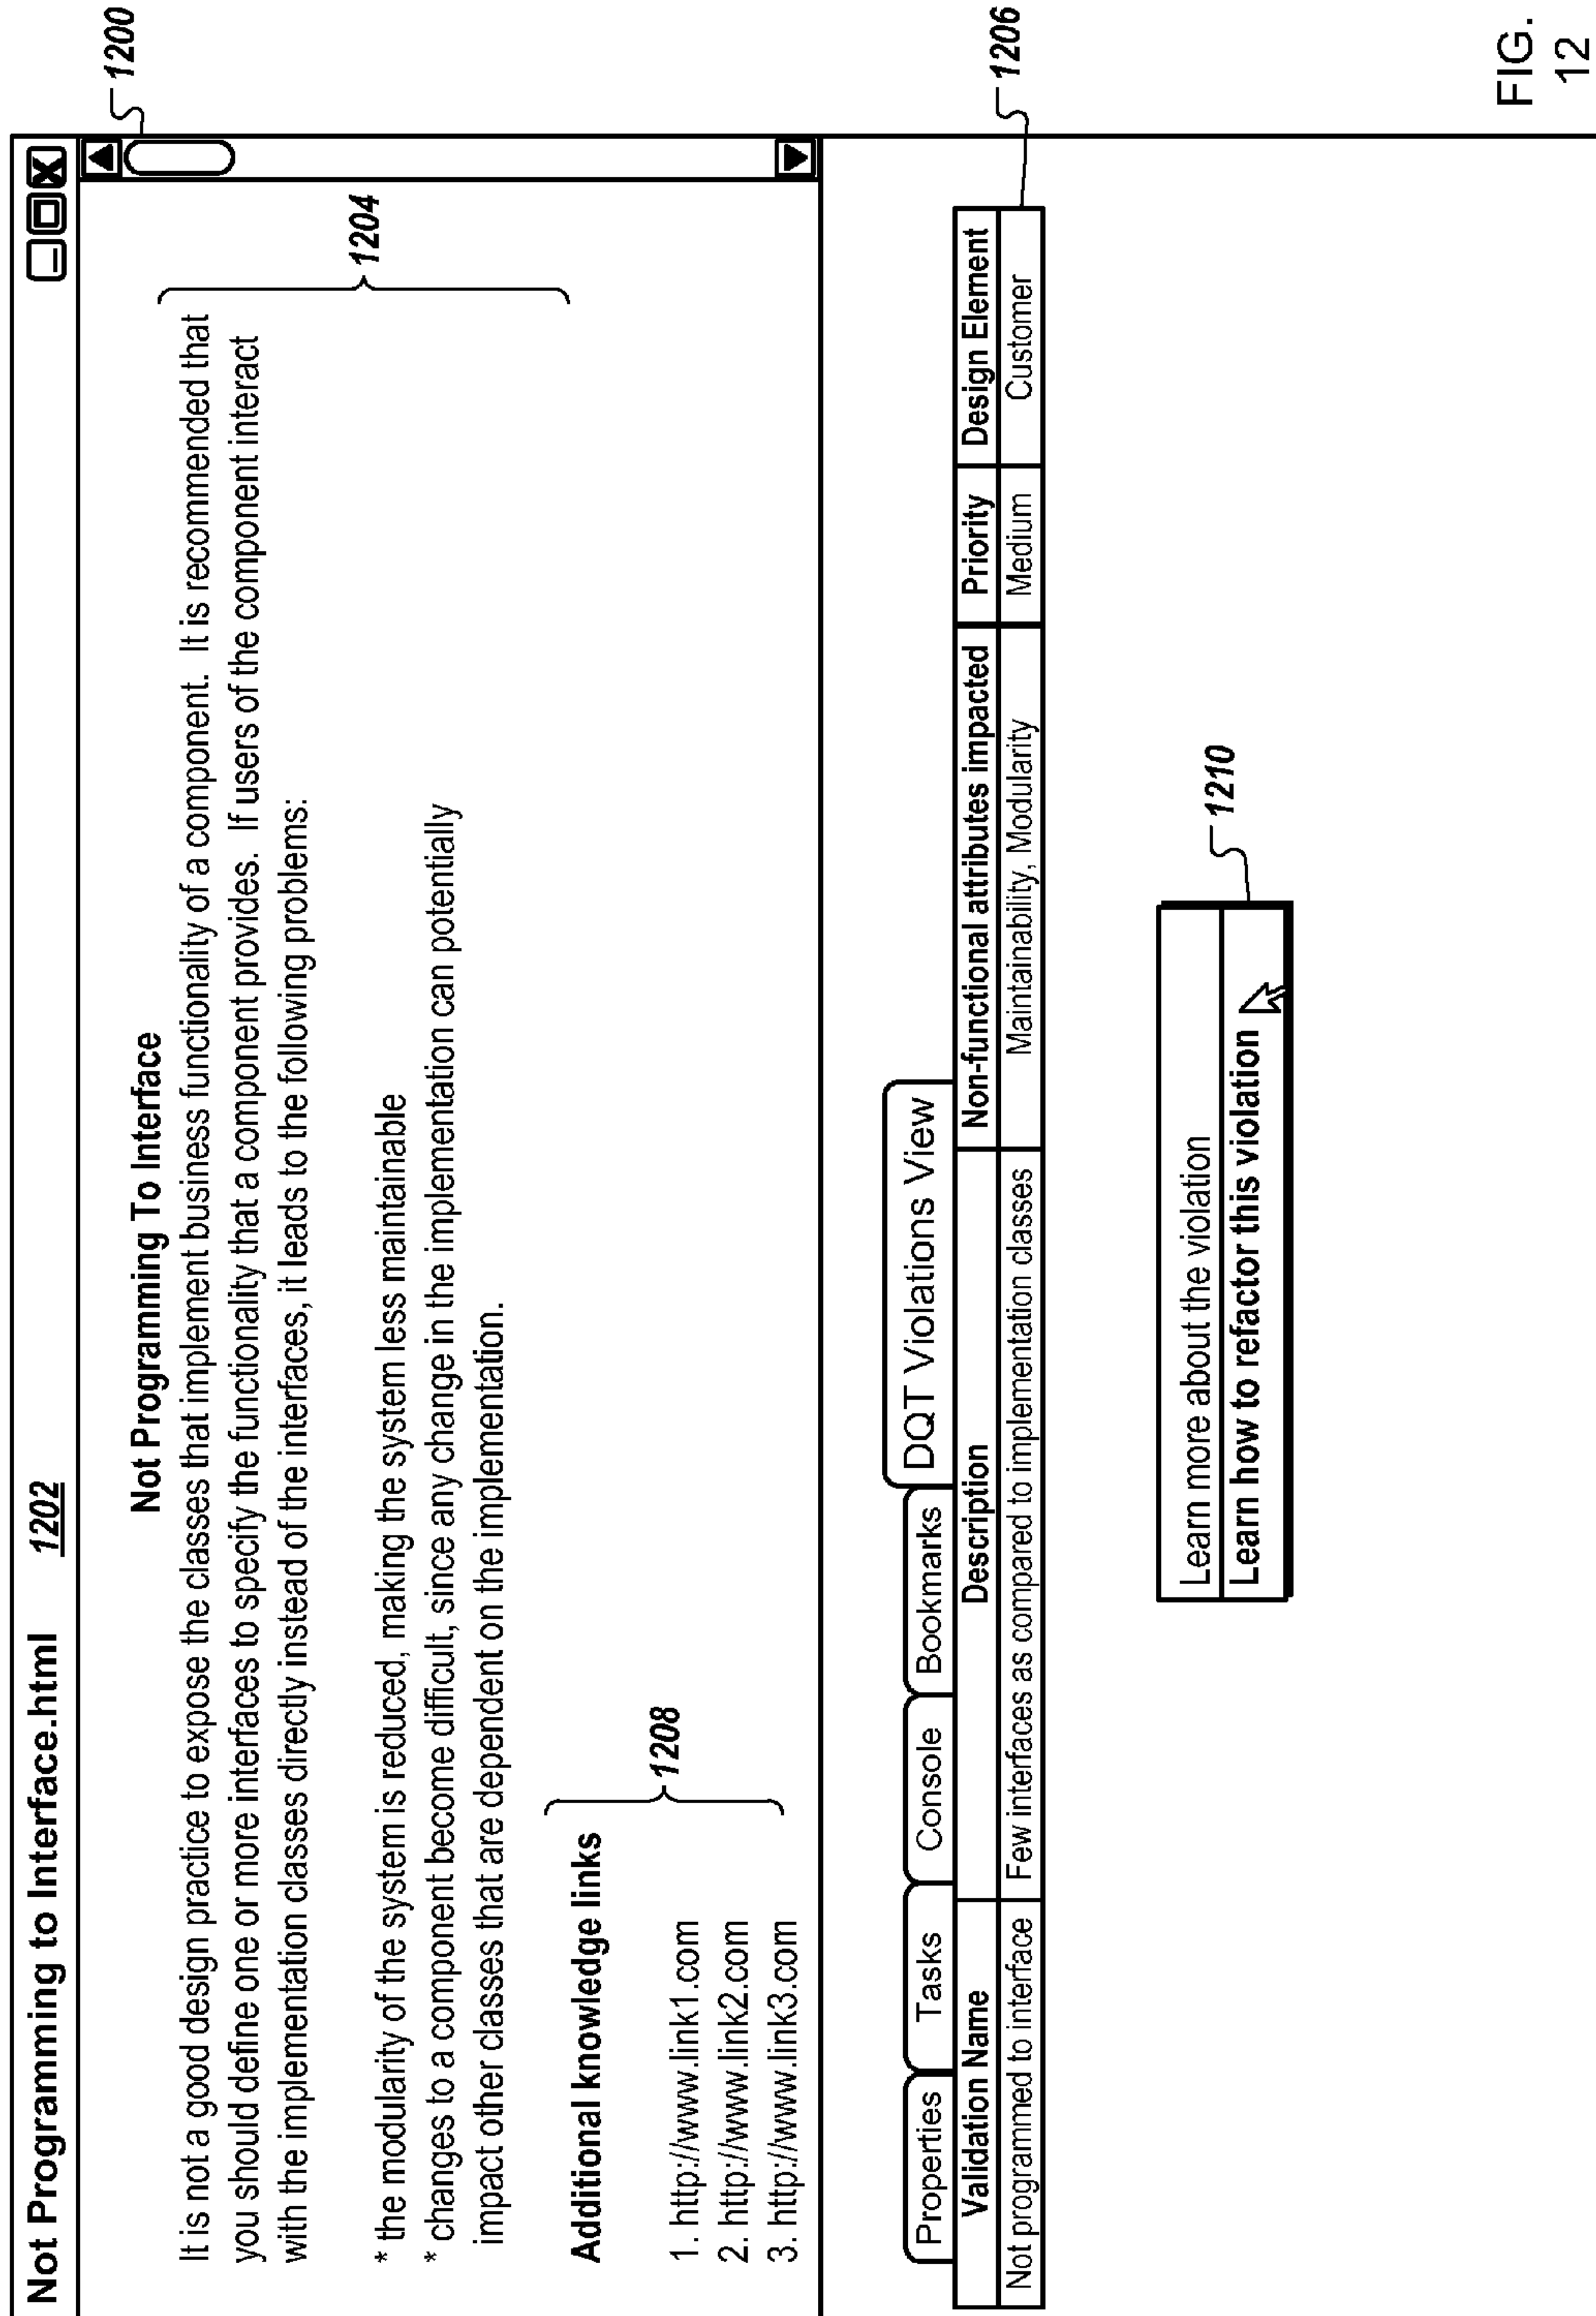 Not Programming to Interface.html 1202
1200
Not Programming To Interface
It is not a good design practice to expose the classes that implement business functionality of a component. It is recommended that
you should define one or more interfaces to specify the functionality that a component provides. If users of the component interact
with the implementation classes directly instead of the interfaces, it leads to the following problems:
1204
* the modularity of the system is reduced, making the system less maintainable
* changes to a component become difficult, since any change in the implementation can potentially
impact other classes that are dependent on the implementation.
Additional knowledge links
1208
1. http://www.link1.com
2. http://www.link2.com
3. http://www.link3.com
Properties Tasks Console Bookmarks DQT Violations View
Validation Name Description Non-functional attributes impacted Priority Design Element
Not programmed to interface Few interfaces as compared to implementation classes Maintainability, Modularity Medium Customer
1206
Learn more about the violation
Learn how to refactor this violation
1210
FIG.
12